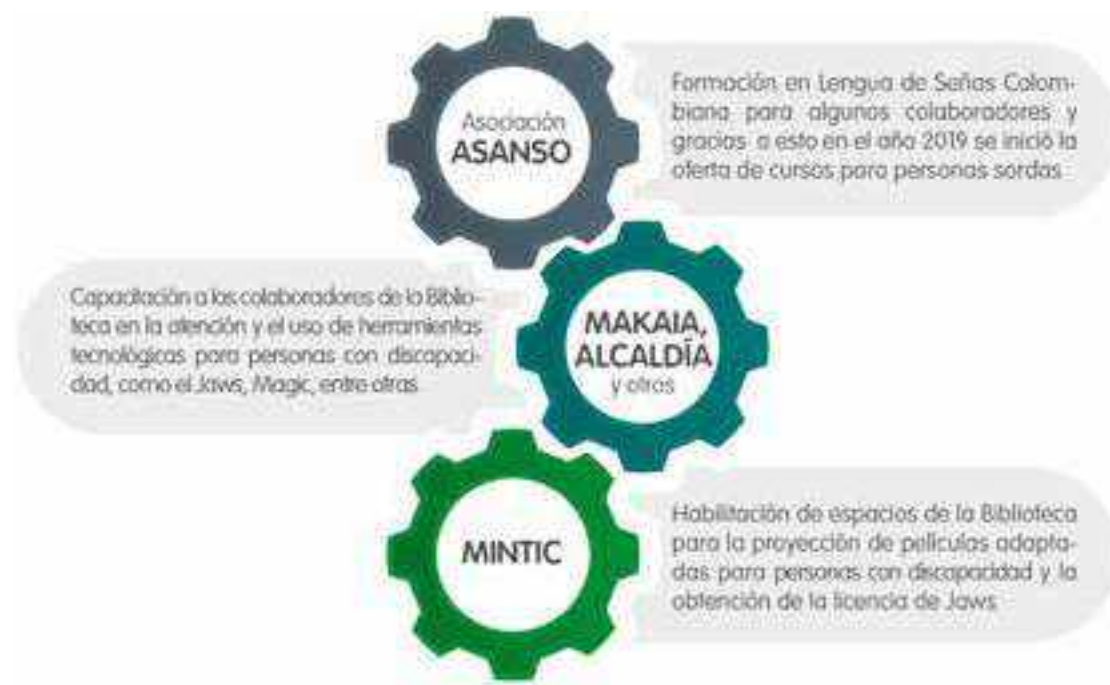 Asociación
ASANSO
Formación en Lengua de Señas Colom-
biana para algunos colaboradores y
gracias a esto en el año 2019 se inició la
oferta de cursos para personas sordas
MAKAIA,
ALCALDÍA
y otros
Capacitación a los colaboradores de la Biblio-
teca en la atención y el uso de herramientas
tecnológicas para personas con discapaci-
dad, como el Jaws, Magic, entre otras
MINTIC
Habilitación de espacios de la Biblioteca
para la proyección de películas adapta-
das para personas con discapacidad y la
obtención de la licencia de Jaws